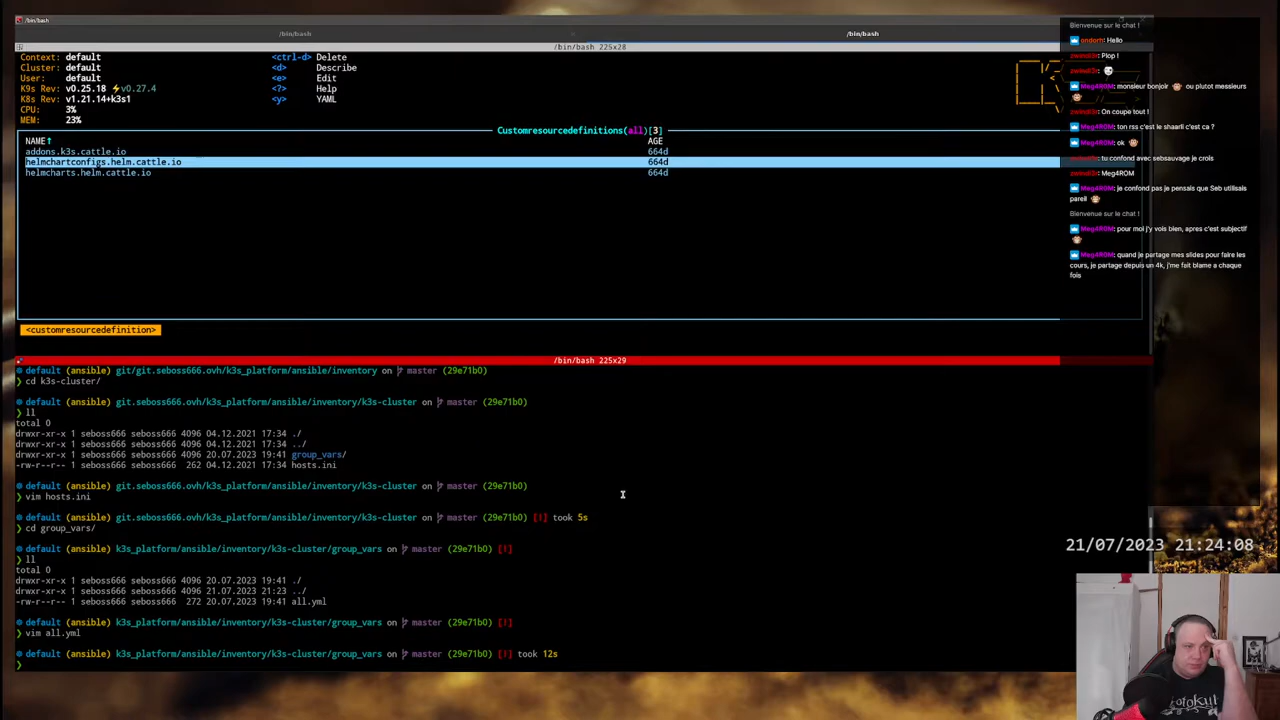 /bin/bash
/bin/bash
/bin/bash
/bin/bash 225x28
Context: default
Cluster: default
User: default
K9s Rev: v0.25.18 ⚡v0.27.4
K8s Rev: v1.21.14+k3s1
CPU: 3%
MEM: 23%
<ctrl-d> Delete
<d> Describe
<e> Edit
<?> Help
<y> YAML
Customresourcedefinitions(all)[3]
NAME↑ AGE
addons.k3s.cattle.io 664d
helmchartconfigs.helm.cattle.io 664d
helmcharts.helm.cattle.io 664d
<customresourcedefinition>
/bin/bash 225x29
default (ansible) git/git.seboss666.ovh/k3s_platform/ansible/inventory on master (29e71b0)
❯ cd k3s-cluster/
default (ansible) git.seboss666.ovh/k3s_platform/ansible/inventory/k3s-cluster on master (29e71b0)
❯ ll
total 0
drwxr-xr-x 1 seboss666 seboss666 4096 04.12.2021 17:34 ./
drwxr-xr-x 1 seboss666 seboss666 4096 04.12.2021 17:34 ../
drwxr-xr-x 1 seboss666 seboss666 4096 20.07.2023 19:41 group_vars/
-rw-r--r-- 1 seboss666 seboss666 262 04.12.2021 17:34 hosts.ini
default (ansible) git.seboss666.ovh/k3s_platform/ansible/inventory/k3s-cluster on master (29e71b0)
❯ vim hosts.ini
default (ansible) git.seboss666.ovh/k3s_platform/ansible/inventory/k3s-cluster on master (29e71b0) [!] took 5s
❯ cd group_vars/
default (ansible) k3s_platform/ansible/inventory/k3s-cluster/group_vars on master (29e71b0) [!]
❯ ll
total 0
drwxr-xr-x 1 seboss666 seboss666 4096 20.07.2023 19:41 ./
drwxr-xr-x 1 seboss666 seboss666 4096 21.07.2023 21:23 ../
-rw-r--r-- 1 seboss666 seboss666 272 20.07.2023 19:41 all.yml
default (ansible) k3s_platform/ansible/inventory/k3s-cluster/group_vars on master (29e71b0) [!]
❯ vim all.yml
default (ansible) k3s_platform/ansible/inventory/k3s-cluster/group_vars on master (29e71b0) [!] took 12s
❯
Bienvenue sur le chat !
ondorh: Hello
: Plop !
Meg4R0M: monsieur bonjoir ou plutot messieurs
: On coupe tout !
Meg4R0M: ton rss c'est le shaarli c'est ca ?
Meg4R0M: ok
: tu confond avec sebsauvage je crois
: Meg4R0M
Meg4R0M: je confond pas je pensais que Seb utilisais
pareil
Bienvenue sur le chat !
Meg4R0M: pour moi j'y vois bien, apres c'est subjectif
Meg4R0M: quand je partage mes slides pour faire les
cours, je partage depuis un 4k, j'me fait blame a chaque
fois
21/07/2023 21:24:08